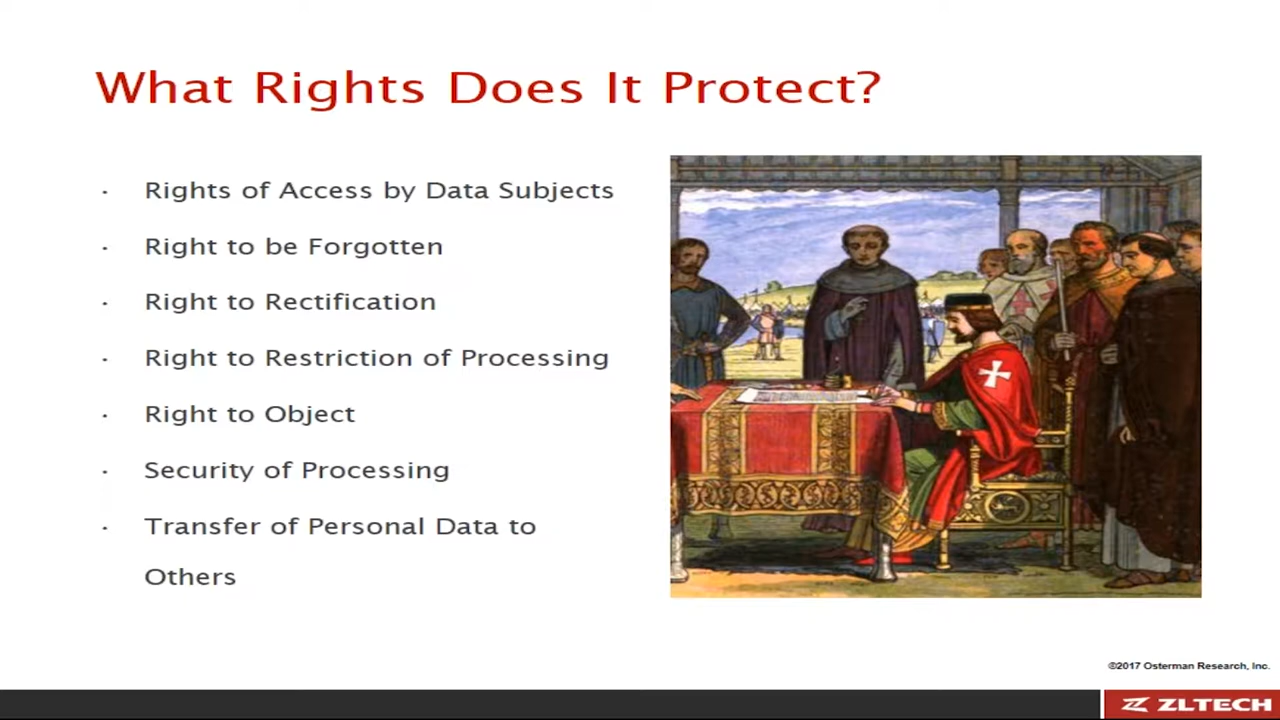 What Rights Does It Protect?
· Rights of Access by Data Subjects
· Right to be Forgotten
· Right to Rectification
· Right to Restriction of Processing
· Right to Object
· Security of Processing
· Transfer of Personal Data to
Others
©2017 Osterman Research, Inc.
ZLTECH